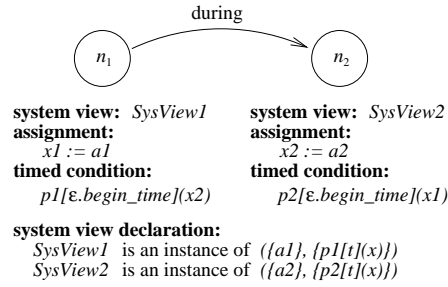 during
n1 n2
system view: SysView1 system view: SysView2
assignment: assignment:
x1 := a1 x2 := a2
timed condition: timed condition:
p1[ε.begin_time](x2) p2[ε.begin_time](x1)
system view declaration:
SysView1 is an instance of ({a1}, {p1[t](x)})
SysView2 is an instance of ({a2}, {p2[t](x)})